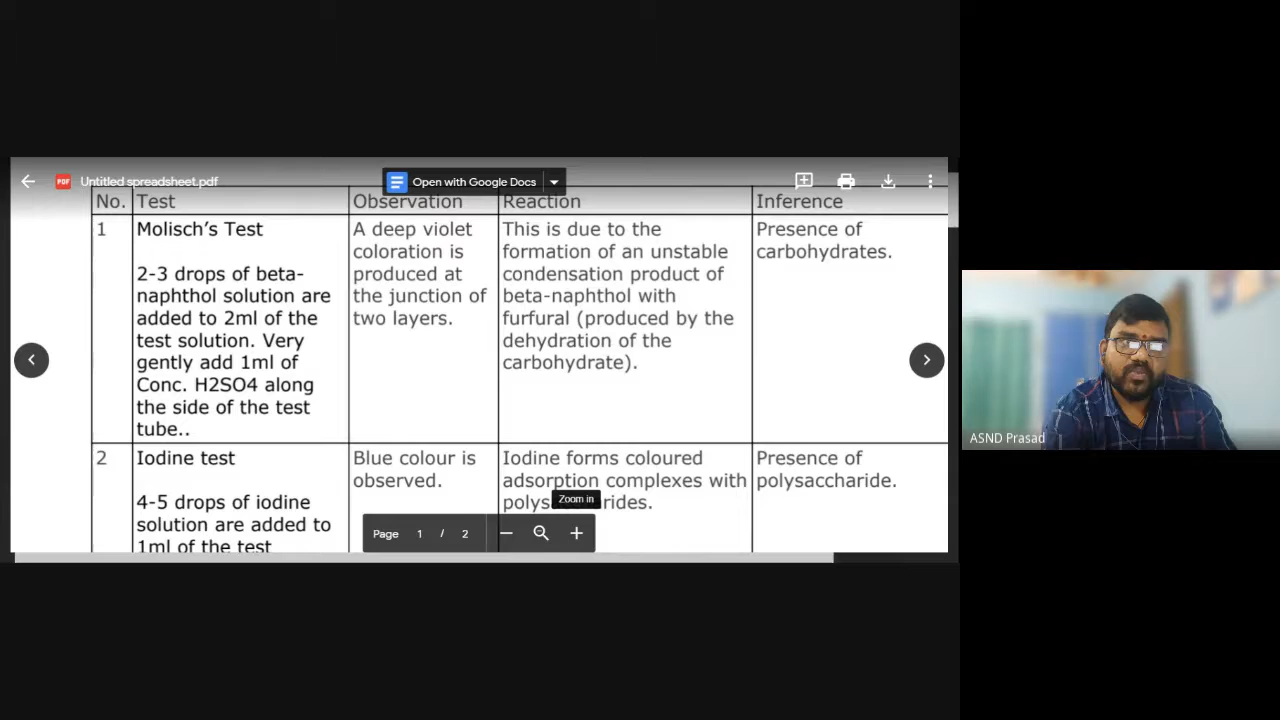 Untitled spreadsheet.pdf
Open with Google Docs
No. Test Observation Reaction Inference
1 Molisch's Test
2-3 drops of beta-
naphthol solution are
added to 2ml of the
test solution. Very
gently add 1ml of
Conc. H2SO4 along
the side of the test
tube..
A deep violet
coloration is
produced at
the junction of
two layers.
This is due to the
formation of an unstable
condensation product of
beta-naphthol with
furfural (produced by the
dehydration of the
carbohydrate).
Presence of
carbohydrates.
2 Iodine test
4-5 drops of iodine
solution are added to
1ml of the test
Blue colour is
observed.
Iodine forms coloured
adsorption complexes with
rides.
Presence of
polysaccharide.
Zoom in
Page 1 / 2
ASND Prasad